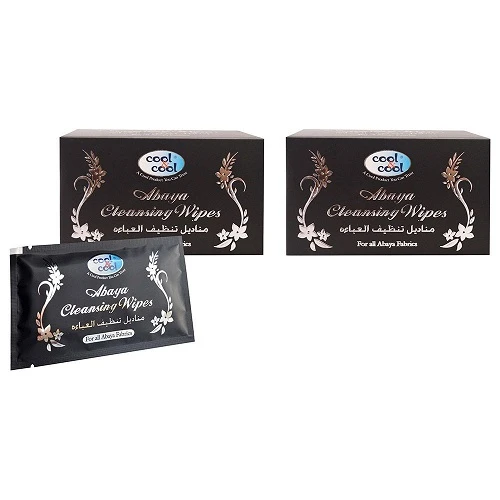 cool
&
cool
A Cool Product You Can Trust
Abaya
Cleansing Wipes
مناديل تنظيف العباءه
For all Abaya Fabrics
cool
&
cool
A Cool Product You Can Trust
Abaya
Cleansing Wipes
مناديل تنظيف العباءه
For all Abaya Fabrics
cool
&
cool
A Cool Product You Can Trust
Abaya
Cleansing Wipes
مناديل تنظيف العباءه
For all Abaya Fabrics